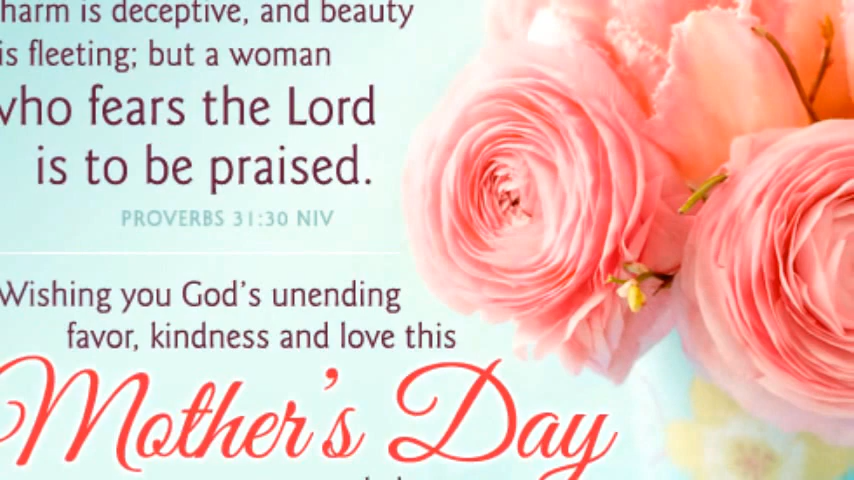 harm is deceptive, and beauty
is fleeting; but a woman
who fears the Lord
is to be praised.
PROVERBS 31:30 NIV
Wishing you God's unending
favor, kindness and love this
Mother's Day